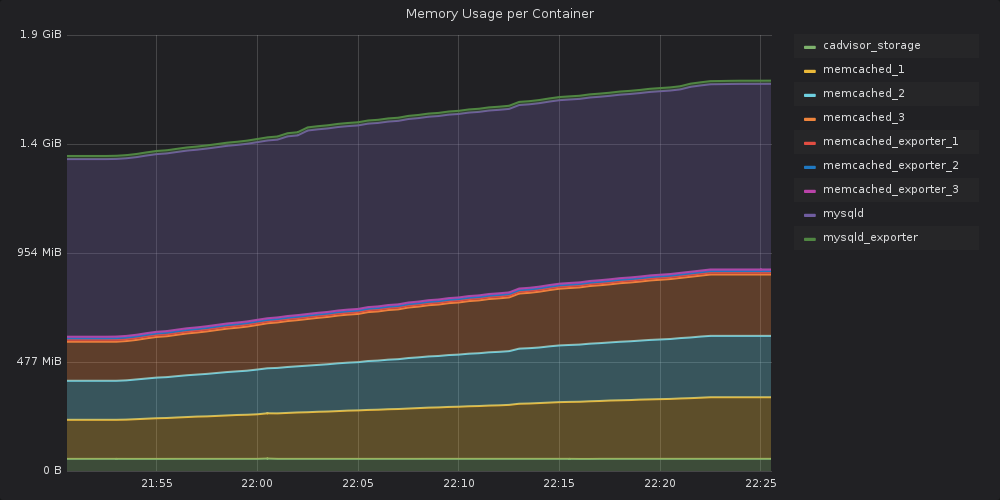 Memory Usage per Container
1.9 GiB
1.4 GiB
954 MiB
477 MiB
0 B
21:55
22:00
22:05
22:10
22:15
22:20
22:25
cadvisor_storage
memcached_1
memcached_2
memcached_3
memcached_exporter_1
memcached_exporter_2
memcached_exporter_3
mysqld
mysqld_exporter